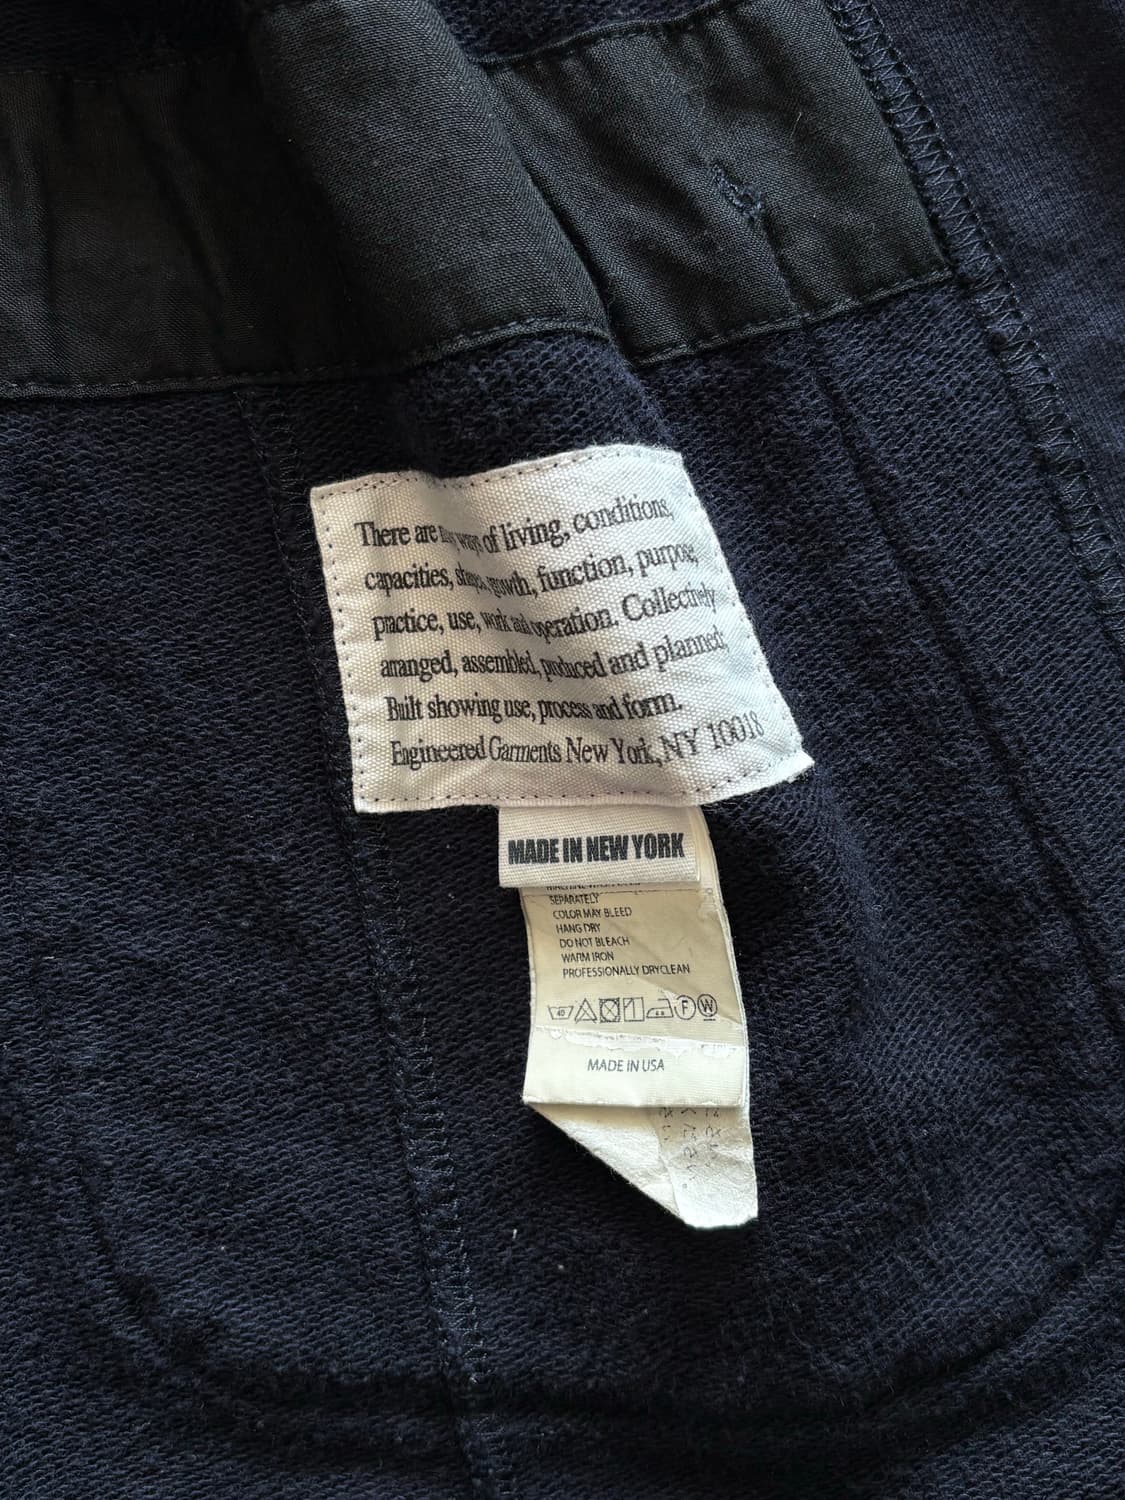 There are many ways of living, conditions,
capacities, shapes, growth, function, purpose,
practice, use, work and operation. Collectively
arranged, assembled, produced and planned;
Built showing use, process and form.
Engineered Garments New York, NY 10018
MADE IN NEW YORK
SEPARATELY
COLOR MAY BLEED
HANG DRY
DO NOT BLEACH
WARM IRON
PROFESSIONALLY DRYCLEAN
40 F W
MADE IN USA